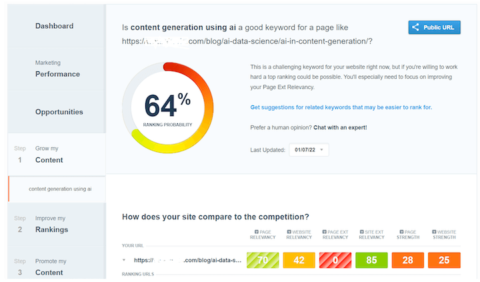 Dashboard
Marketing
Performance
Opportunities
Step 1
Grow my
Content
content generation using ai
Step 2
Improve my
Rankings
Step 3
Promote my
Content
Is content generation using ai a good keyword for a page like
https:// .com/blog/ai-data-science/ai-in-content-generation/?
Public URL
64%
RANKING PROBABILITY
This is a challenging keyword for your website right now, but if you're willing to work
hard a top ranking could be possible. You'll especially need to focus on improving
your Page Ext Relevancy.
Get suggestions for related keywords that may be easier to rank for.
Prefer a human opinion? Chat with an expert!
Last Updated: 01/07/22
How does your site compare to the competition?
PAGE RELEVANCY
WEBSITE RELEVANCY
PAGE EXT RELEVANCY
SITE EXT RELEVANCY
PAGE STRENGTH
WEBSITE STRENGTH
YOUR URL
https:// .com/blog/ai-data-s... 70 42 0 85 28 25
RANKING URLS